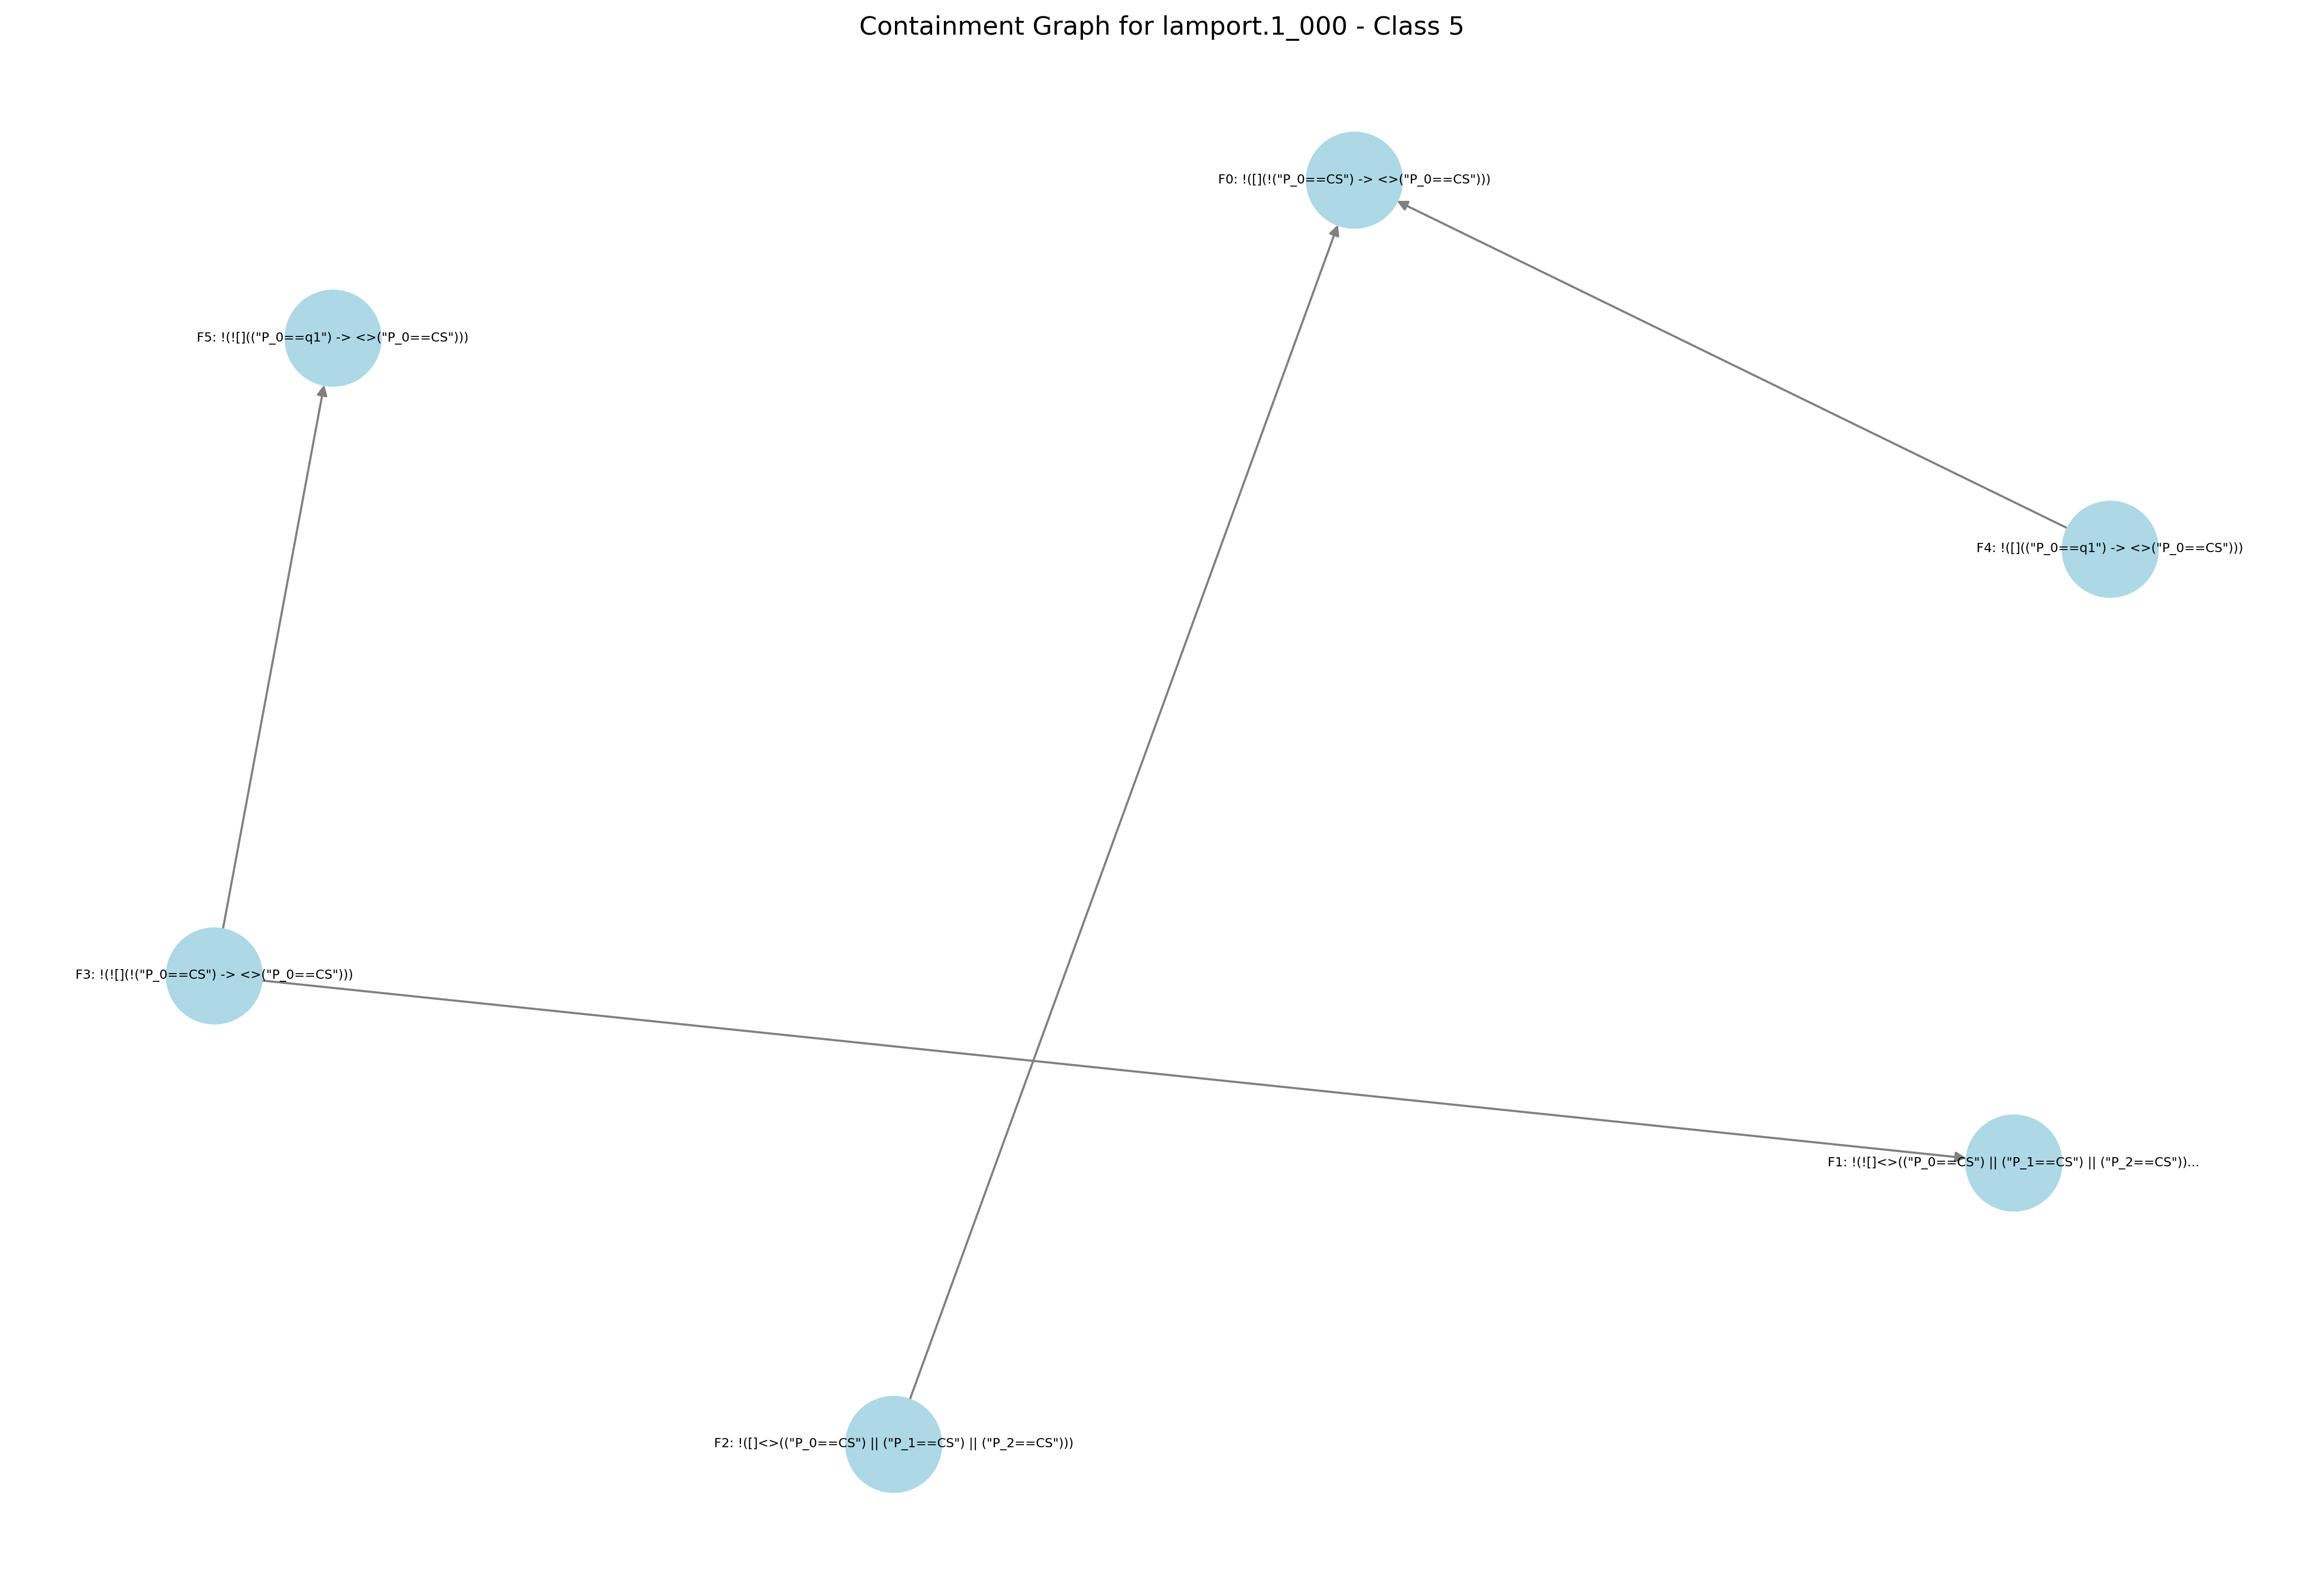 Containment Graph for lamport.1_000 - Class 5
F0: !([](!("P_0==CS") -> <>("P_0==CS")))
F5: !(![](("P_0==q1") -> <>("P_0==CS")))
F4: !([](("P_0==q1") -> <>("P_0==CS")))
F3: !(![](!("P_0==CS") -> <>("P_0==CS")))
F1: !(![]<>(("P_0==CS") || ("P_1==CS") || ("P_2==CS"))...
F2: !([]<>(("P_0==CS") || ("P_1==CS") || ("P_2==CS")))